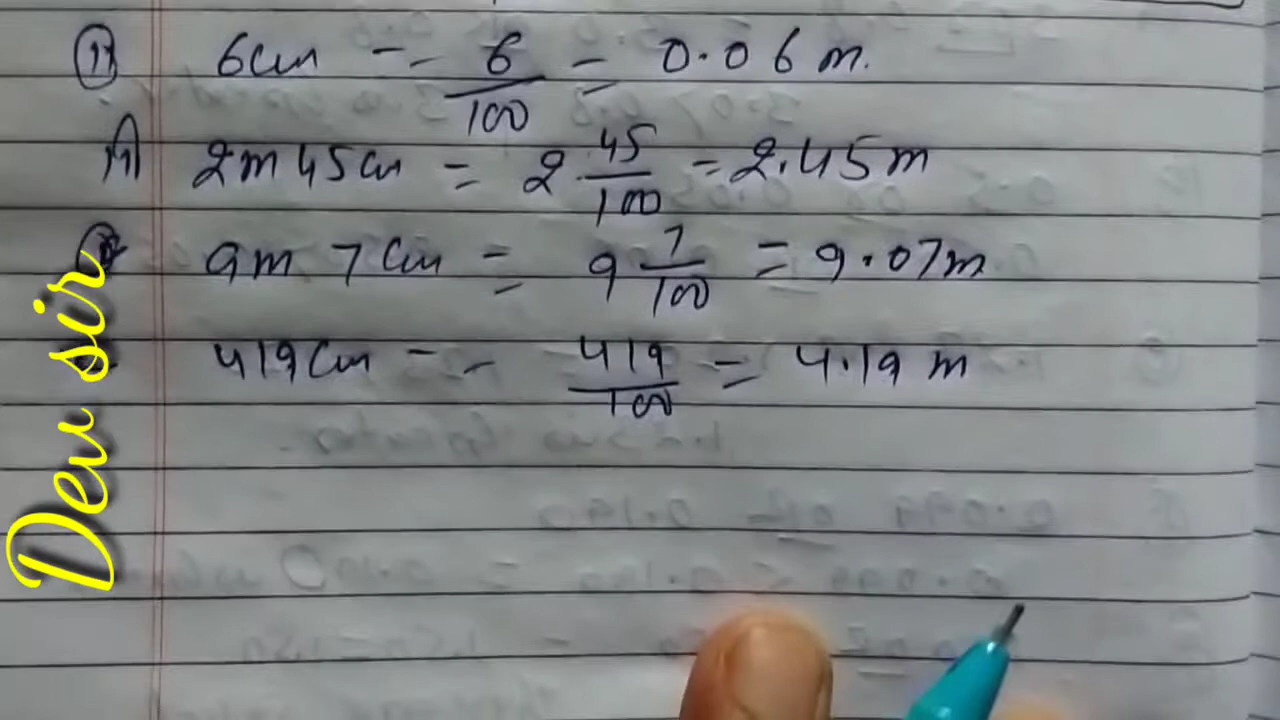 ii 6cm -- 6/100 = 0.06 m.
iii 2m 45cm = 2 45/100 = 2.45m
9m 7cm = 9 7/100 = 9.07m
419cm -- 419/100 = 4.19 m
Dev sir